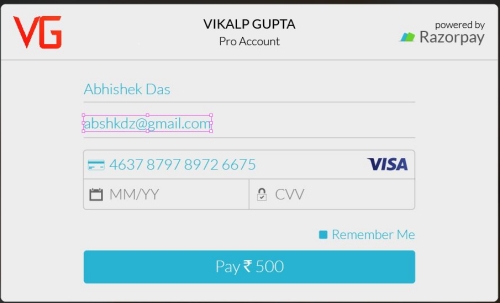 VG
VIKALP GUPTA
Pro Account
powered by
Razorpay
Abhishek Das
abshkdz@gmail.com
4637 8797 8972 6675 VISA
MM/YY CVV
Remember Me
Pay ₹ 500